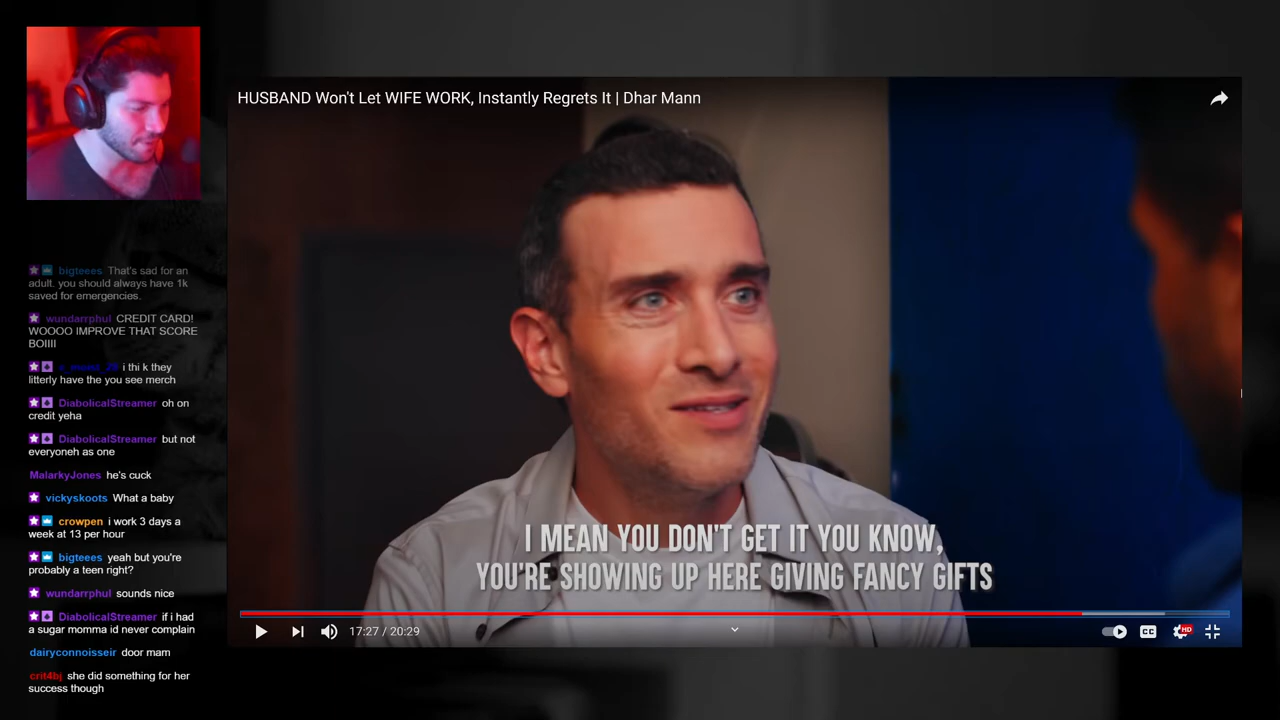 HUSBAND Won't Let WIFE WORK, Instantly Regrets It | Dhar Mann
bigteees That's sad for an
adult. you should always have 1k
saved for emergencies.
wundarrphul CREDIT CARD!
WOOOO IMPROVE THAT SCORE
BOIIII
i thi k they
litterly have the you see merch
DiabolicalStreamer oh on
credit yeha
DiabolicalStreamer but not
everyoneh as one
MalarkyJones he's cuck
vickyskoots What a baby
crowpen i work 3 days a
week at 13 per hour
bigteees yeah but you're
probably a teen right?
wundarrphul sounds nice
DiabolicalStreamer if i had
a sugar momma id never complain
dairyconnoisseir door mam
crit4bj she did something for her
success though
I MEAN YOU DON'T GET IT YOU KNOW,
YOU'RE SHOWING UP HERE GIVING FANCY GIFTS
17:27 / 20:29
CC
HD